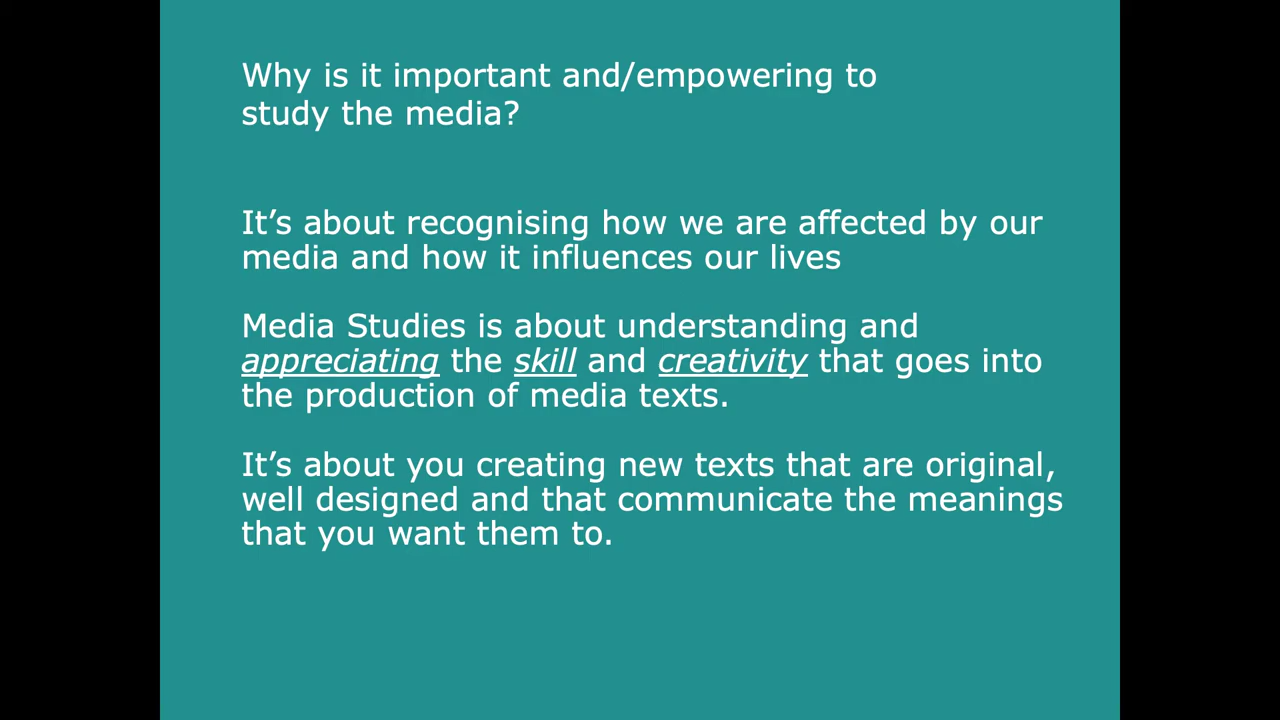 Why is it important and/empowering to
study the media?
It’s about recognising how we are affected by our
media and how it influences our lives
Media Studies is about understanding and
appreciating the skill and creativity that goes into
the production of media texts.
It’s about you creating new texts that are original,
well designed and that communicate the meanings
that you want them to.